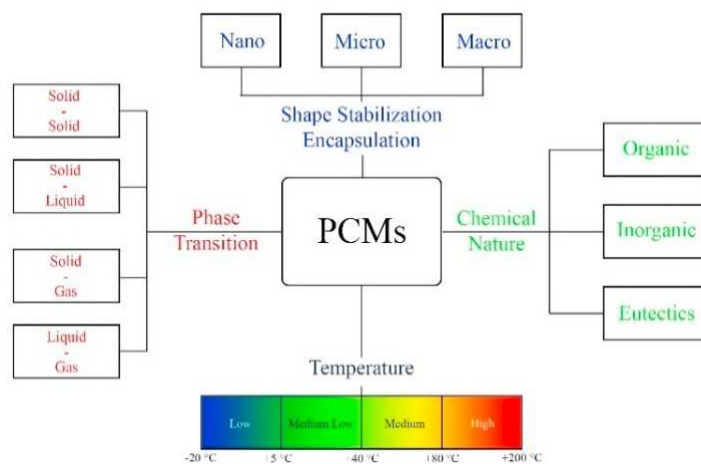 Nano
Micro
Macro
Shape Stabilization
Encapsulation
Solid
-
Solid
Solid
-
Liquid
Solid
-
Gas
Liquid
-
Gas
Phase
Transition
PCMs
Chemical
Nature
Organic
Inorganic
Eutectics
Temperature
Low
Medium Low
Medium
High
-20 °C
+5 °C
+40 °C
+80 °C
+200 °C